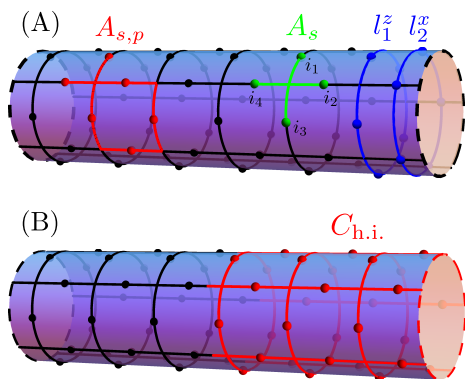 (A) A_{s,p} A_s l_1^z l_2^x
i_1
i_4 i_2
i_3
(B) C_{h.i.}